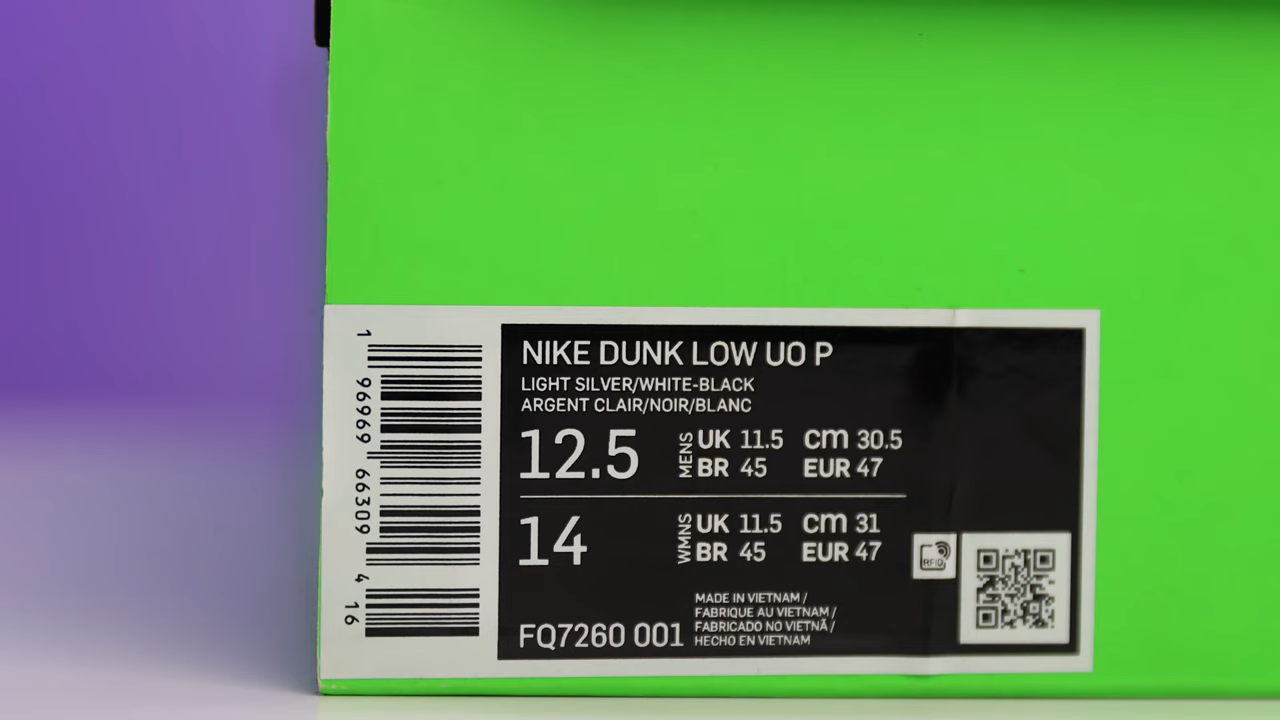 1 96969 66309 4 16
NIKE DUNK LOW UO P
LIGHT SILVER/WHITE-BLACK
ARGENT CLAIR/NOIR/BLANC
12.5
MENS
UK 11.5 cm 30.5
BR 45 EUR 47
14
WMNS
UK 11.5 cm 31
BR 45 EUR 47
RFID
FQ7260 001
MADE IN VIETNAM /
FABRIQUE AU VIETNAM /
FABRICADO NO VIETNÃ /
HECHO EN VIETNAM